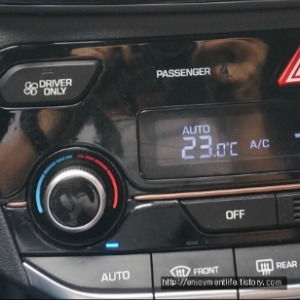 DRIVER
ONLY
PASSENGER
AUTO
23.0°C A/C
OFF
AUTO
FRONT
REAR
http://enjoymentlife.tistory.com